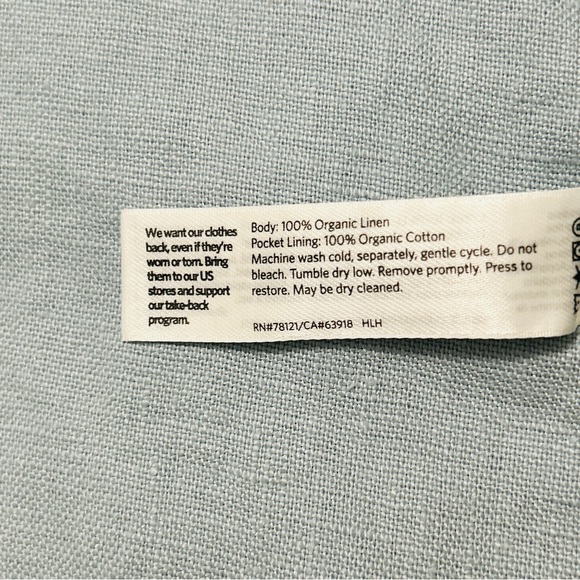 We want our clothes
back, even if they're
worn or torn. Bring
them to our US
stores and support
our take-back
program.
Body: 100% Organic Linen
Pocket Lining: 100% Organic Cotton
Machine wash cold, separately, gentle cycle. Do not
bleach. Tumble dry low. Remove promptly. Press to
restore. May be dry cleaned.
RN#78121/CA#63918 HLH